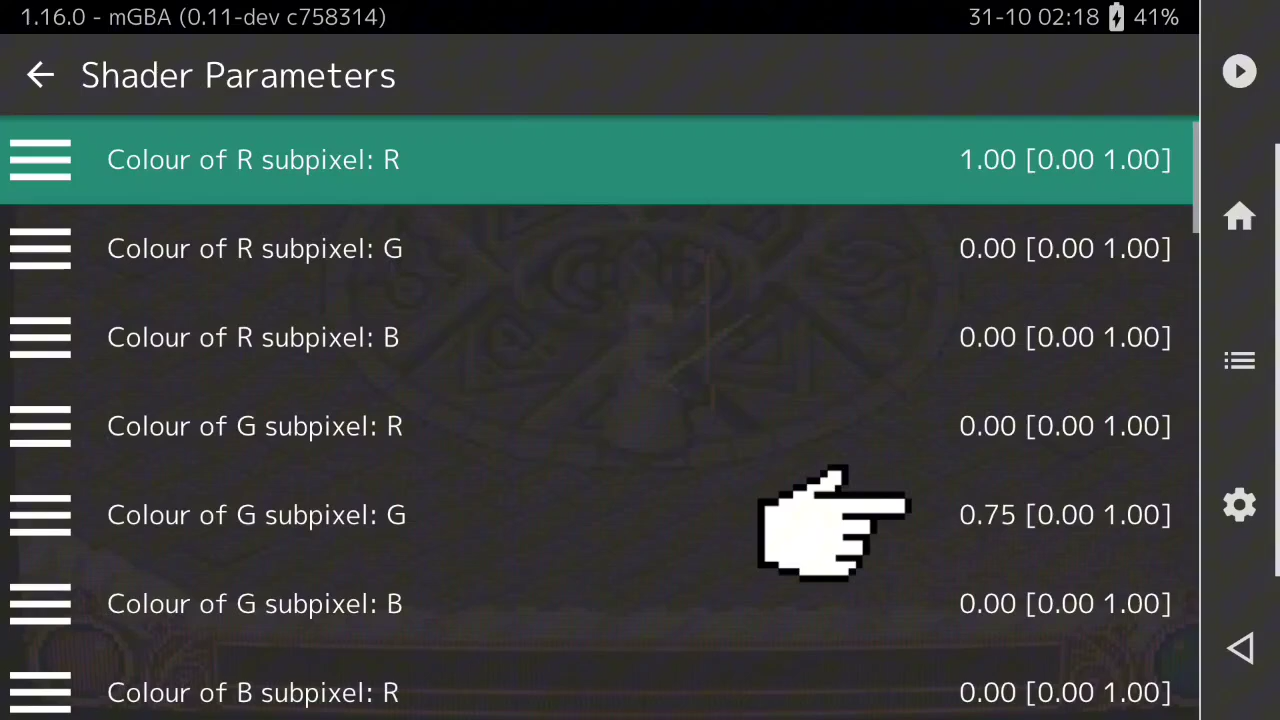 1.16.0 - mGBA (0.11-dev c758314) 31-10 02:18 41%
Shader Parameters
Colour of R subpixel: R 1.00 [0.00 1.00]
Colour of R subpixel: G 0.00 [0.00 1.00]
Colour of R subpixel: B 0.00 [0.00 1.00]
Colour of G subpixel: R 0.00 [0.00 1.00]
Colour of G subpixel: G 0.75 [0.00 1.00]
Colour of G subpixel: B 0.00 [0.00 1.00]
Colour of B subpixel: R 0.00 [0.00 1.00]